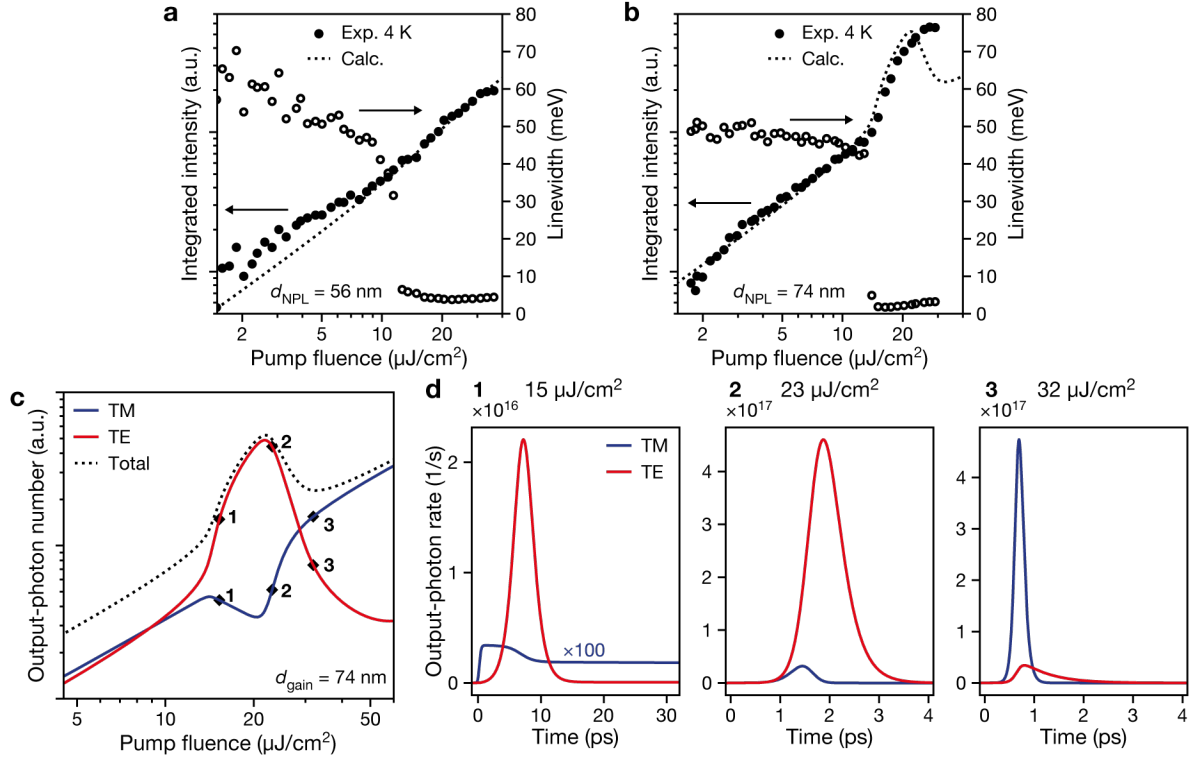 a
Integrated intensity (a.u.)
Exp. 4 K
Calc.
d_NPL = 56 nm
80
70
60
50
40
30
20
10
0
Linewidth (meV)
2
5
10
20
Pump fluence (µJ/cm²)
b
Integrated intensity (a.u.)
Exp. 4 K
Calc.
d_NPL = 74 nm
80
70
60
50
40
30
20
10
0
Linewidth (meV)
2
5
10
20
Pump fluence (µJ/cm²)
c
Output-photon number (a.u.)
TM
TE
Total
1
2
3
1
2
3
d_gain = 74 nm
5
10
20
50
Pump fluence (µJ/cm²)
d
1 15 µJ/cm²
×10¹⁶
Output-photon rate (1/s)
2
1
0
TM
TE
×100
0
10
20
30
Time (ps)
2 23 µJ/cm²
×10¹⁷
4
3
2
1
0
0
1
2
3
4
Time (ps)
3 32 µJ/cm²
×10¹⁷
4
3
2
1
0
0
1
2
3
4
Time (ps)